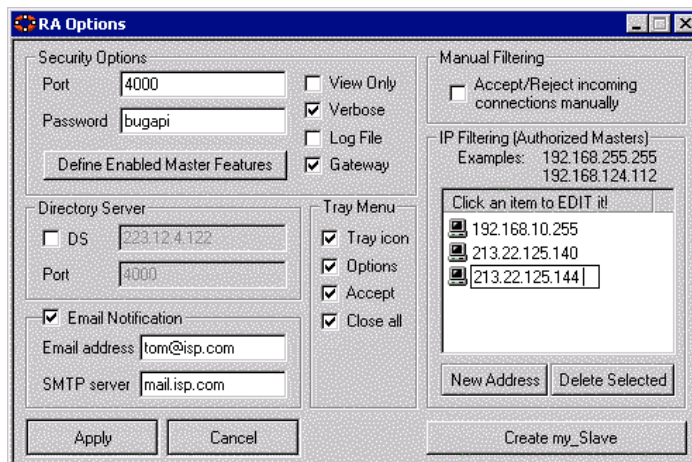 RA Options
Security Options
Port 4000
Password bugapi
Define Enabled Master Features
View Only
Verbose
Log File
Gateway
Manual Filtering
Accept/Reject incoming
connections manually
IP Filtering (Authorized Masters)
Examples: 192.168.255.255
192.168.124.112
Click an item to EDIT it!
192.168.10.255
213.22.125.140
213.22.125.144
New Address Delete Selected
Directory Server
DS 223.12.4.122
Port 4000
Tray Menu
Tray icon
Options
Accept
Close all
Email Notification
Email address tom@isp.com
SMTP server mail.isp.com
Apply Cancel Create my_Slave